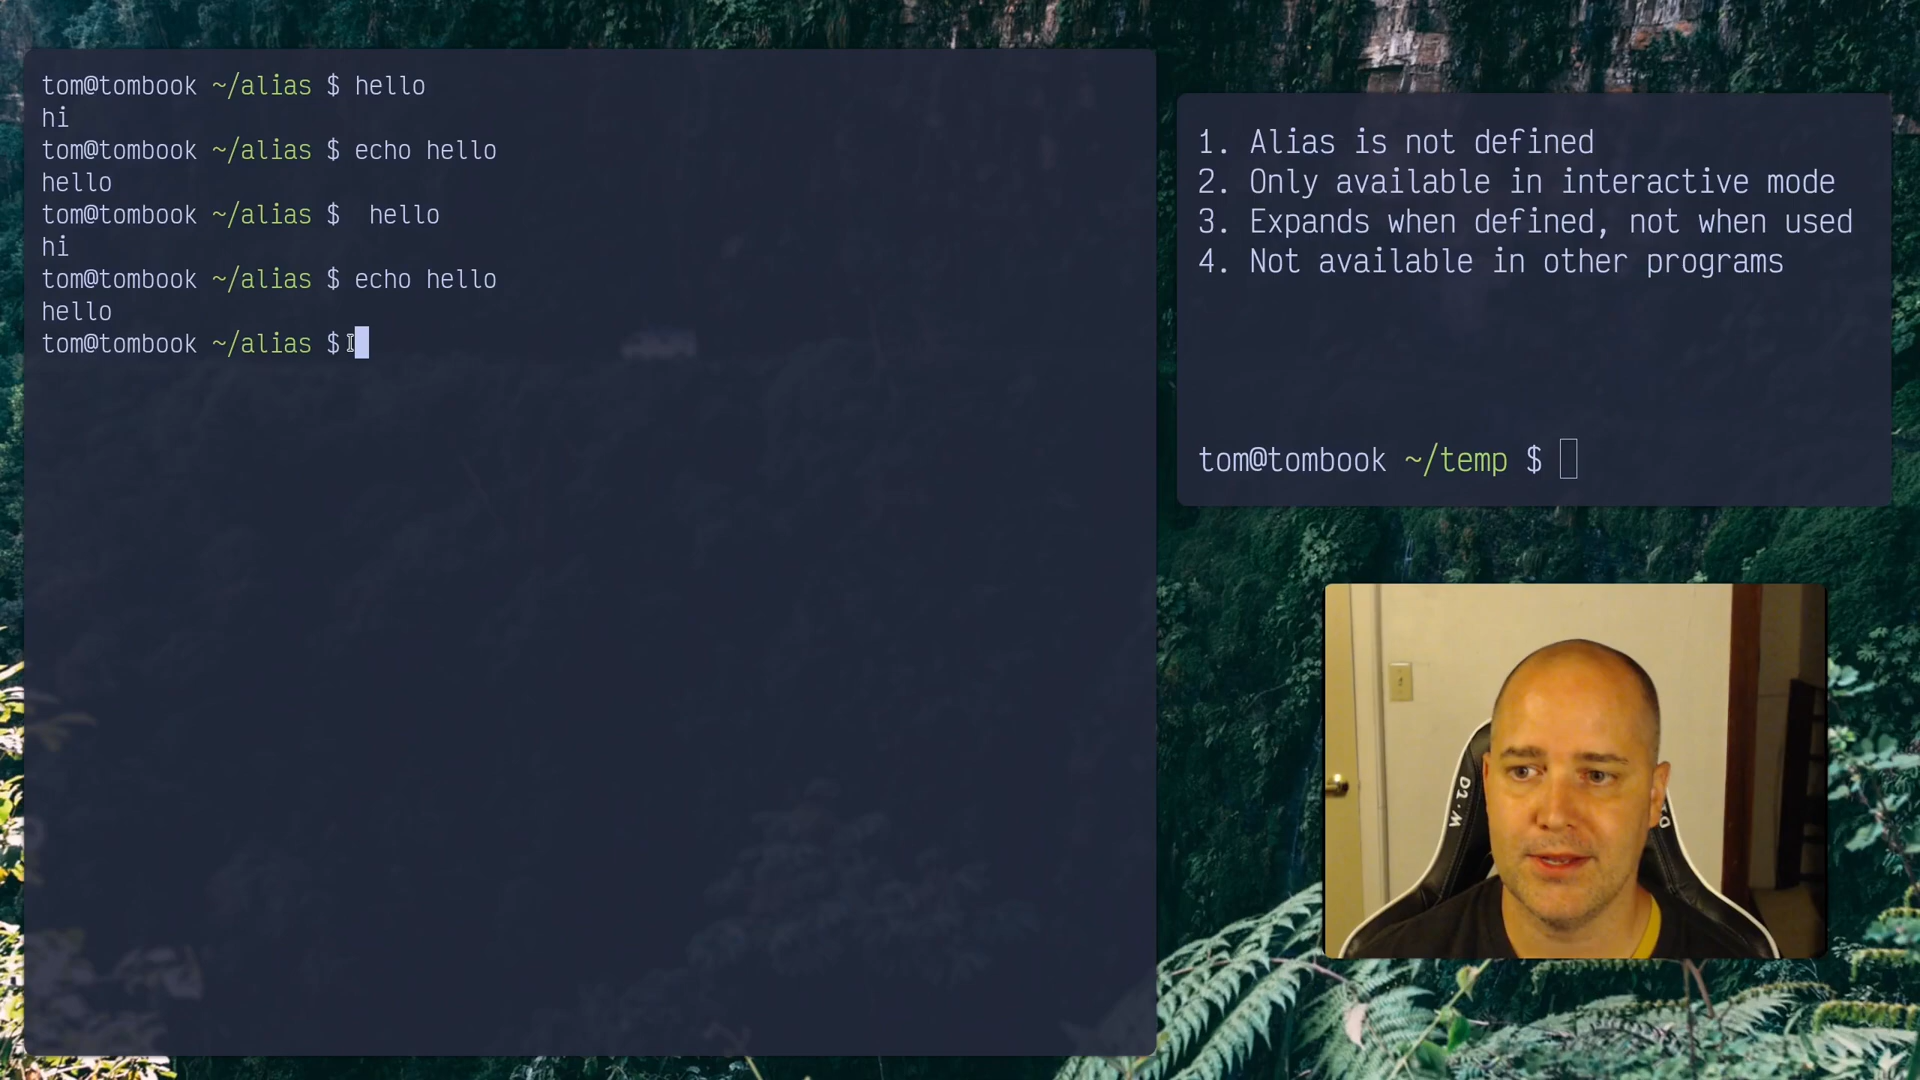 tom@tombook ~/alias $ hello
hi
tom@tombook ~/alias $ echo hello
hello
tom@tombook ~/alias $  hello
hi
tom@tombook ~/alias $ echo hello
hello
tom@tombook ~/alias $
1. Alias is not defined
2. Only available in interactive mode
3. Expands when defined, not when used
4. Not available in other programs
tom@tombook ~/temp $
D1·W